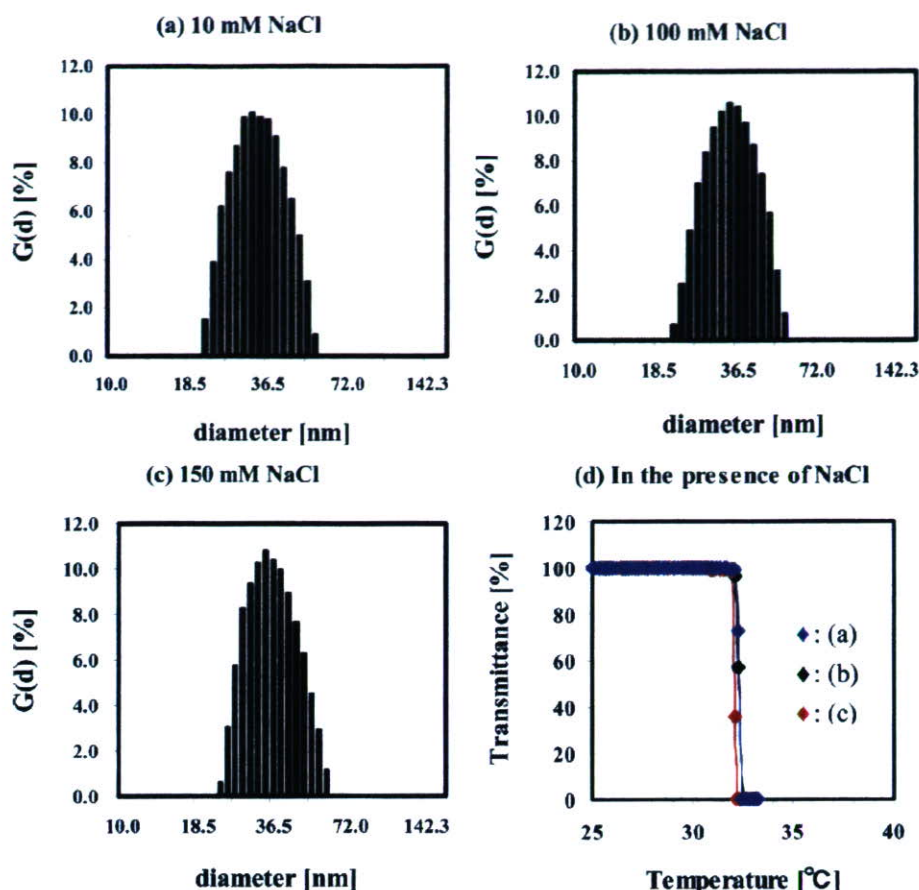 (a) 10 mM NaCl
12.0
10.0
8.0
6.0
4.0
2.0
0.0
G(d) [%]
10.0 18.5 36.5 72.0 142.3
diameter [nm]
(b) 100 mM NaCl
12.0
10.0
8.0
6.0
4.0
2.0
0.0
G(d) [%]
10.0 18.5 36.5 72.0 142.3
diameter [nm]
(c) 150 mM NaCl
12.0
10.0
8.0
6.0
4.0
2.0
0.0
G(d) [%]
10.0 18.5 36.5 72.0 142.3
diameter [nm]
(d) In the presence of NaCl
120
100
80
60
40
20
0
Transmittance [%]
: (a)
: (b)
: (c)
25 30 35 40
Temperature [°C]